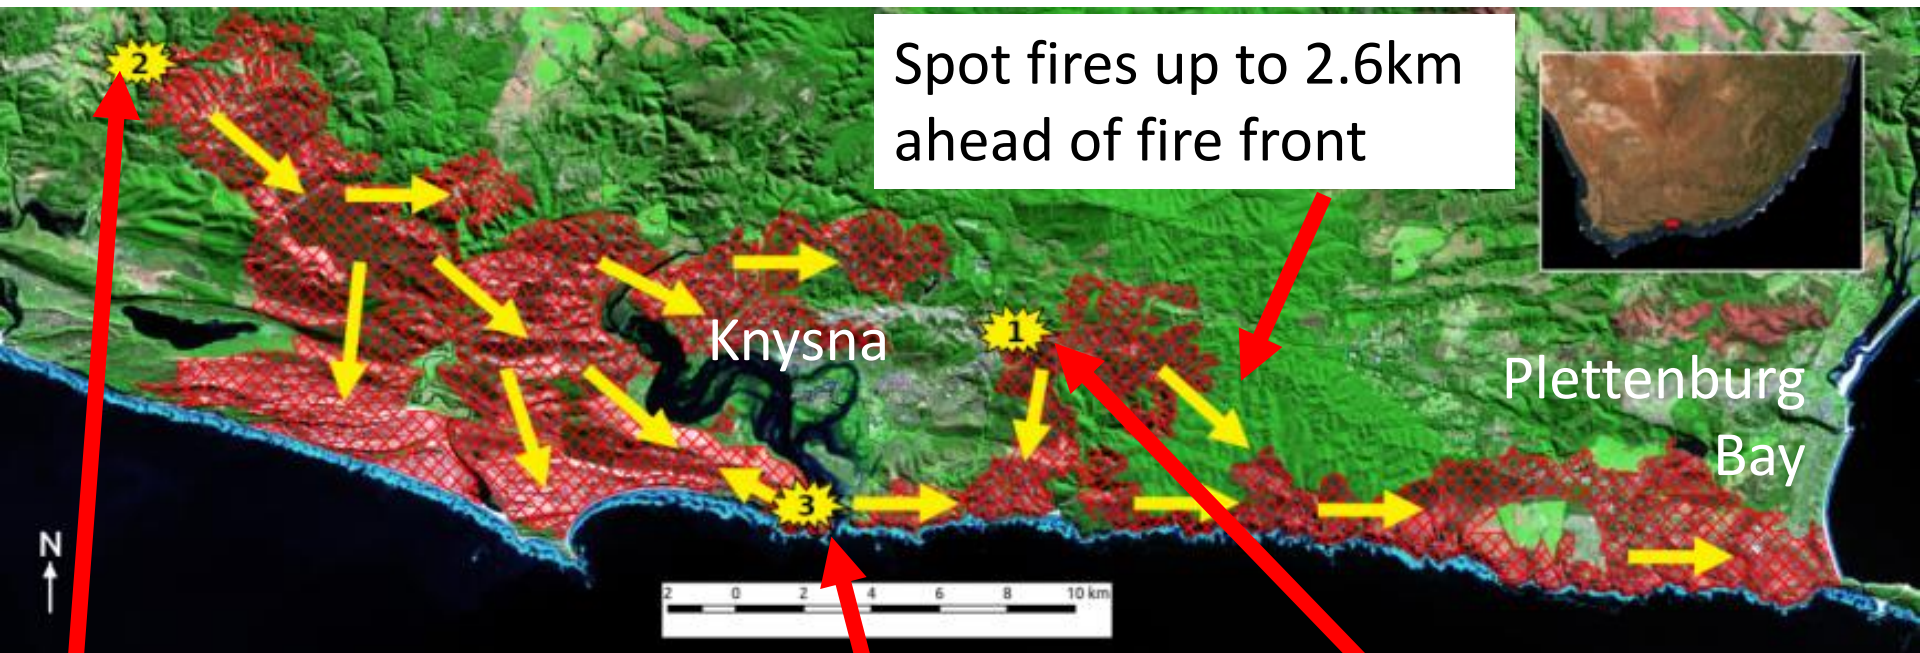 2
Spot fires up to 2.6km
ahead of fire front
Knysna
1
Plettenburg
Bay
3
N
2 0 2 4 6 8 10 km